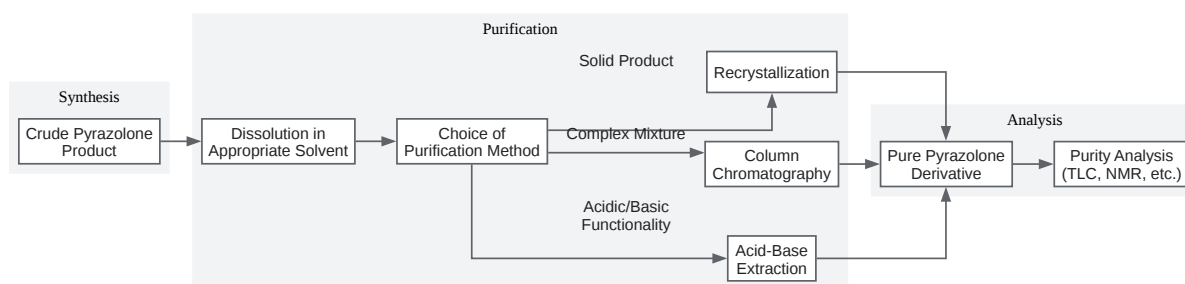 Purification
Synthesis
Crude Pyrazolone
Product
Dissolution in
Appropriate Solvent
Choice of
Purification Method
Solid Product
Recrystallization
Complex Mixture
Column
Chromatography
Acidic/Basic
Functionality
Acid-Base
Extraction
Analysis
Pure Pyrazolone
Derivative
Purity Analysis
(TLC, NMR, etc.)